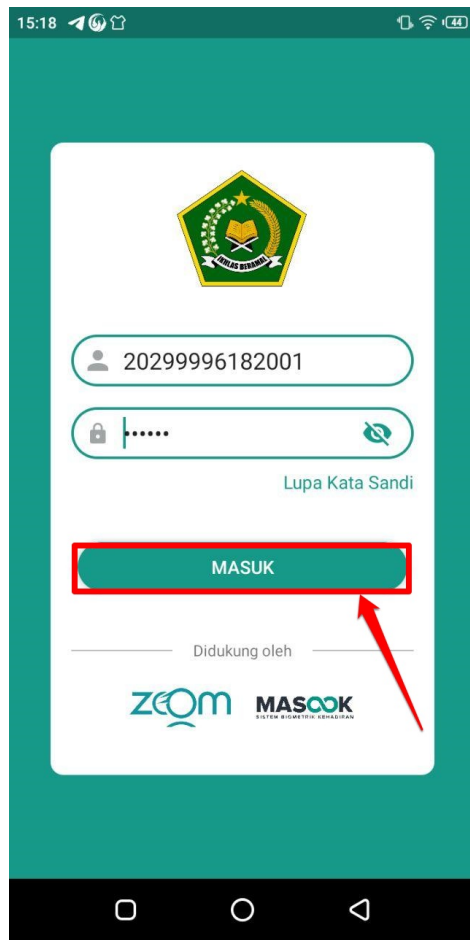 15:18
44
IKHLAS BERAMAL
20299996182001
••••••
Lupa Kata Sandi
MASUK
Didukung oleh
zoom MASOOK
SISTEM BIOMETRIK KEHADIRAN